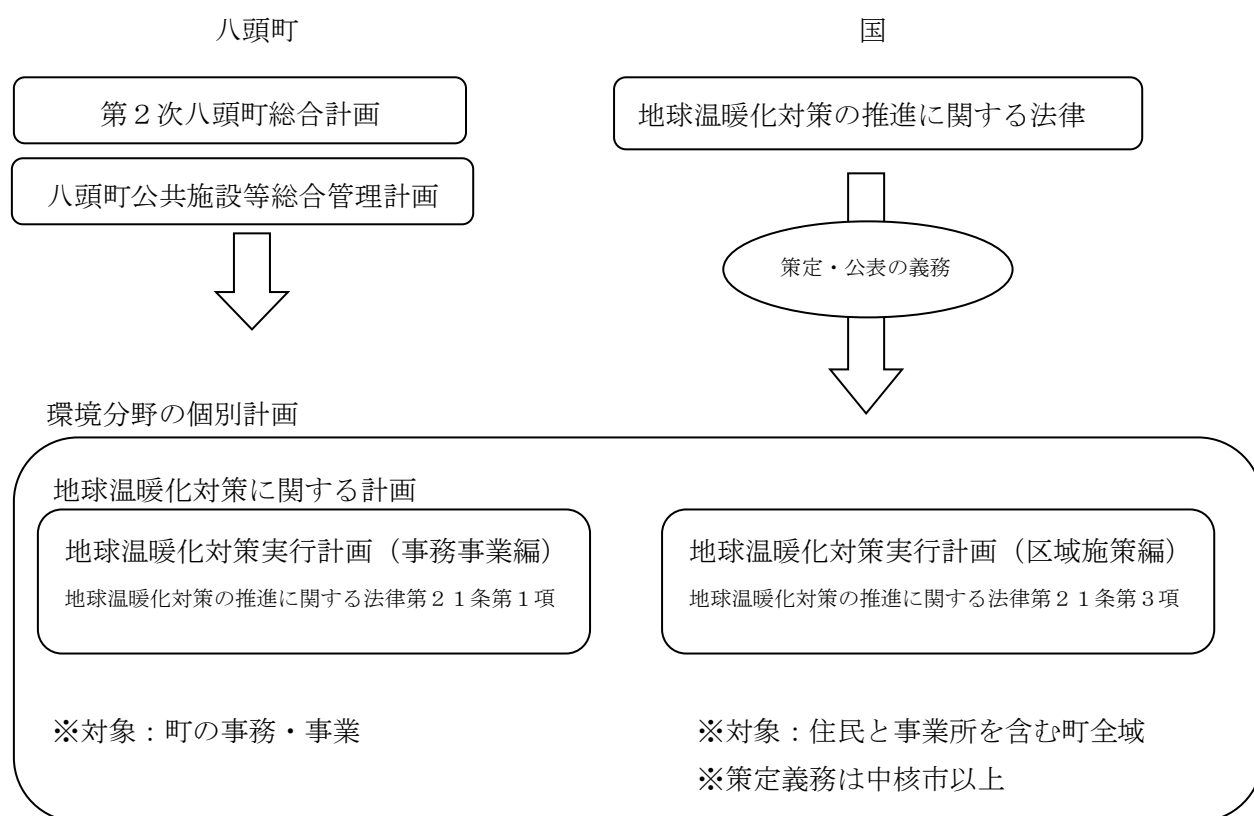 八頭町
国
第２次八頭町総合計画
地球温暖化対策の推進に関する法律
八頭町公共施設等総合管理計画
策定・公表の義務
環境分野の個別計画
地球温暖化対策に関する計画
地球温暖化対策実行計画（事務事業編）
地球温暖化対策の推進に関する法律第２１条第１項
地球温暖化対策実行計画（区域施策編）
地球温暖化対策の推進に関する法律第２１条第３項
※対象：町の事務・事業
※対象：住民と事業所を含む町全域
※策定義務は中核市以上